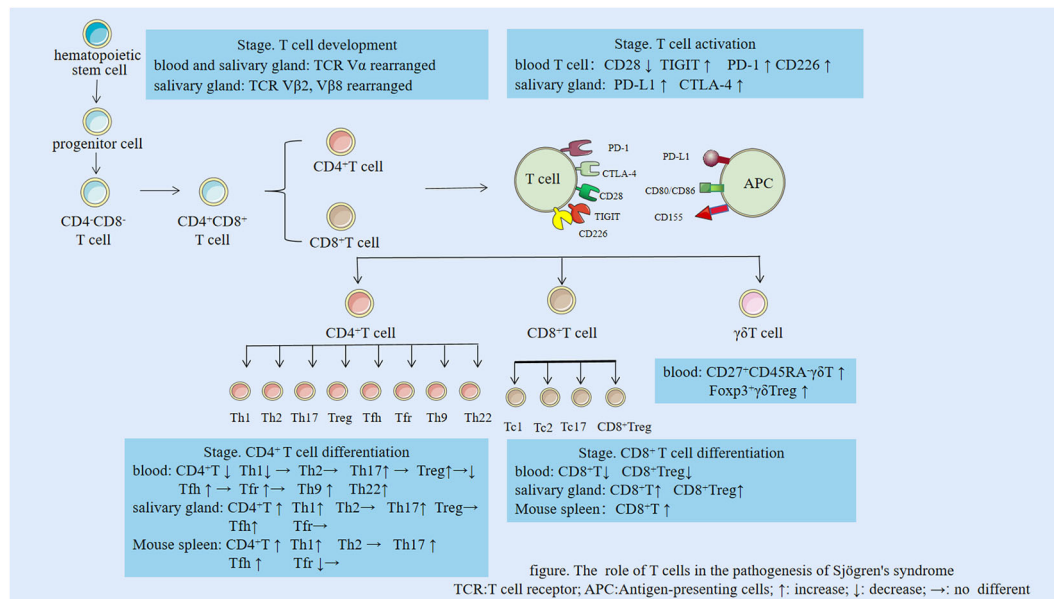 hematopoietic
stem cell
progenitor cell
CD4-CD8-
T cell
CD4+CD8+
T cell
CD4+T cell
CD8+T cell
Stage. T cell development
blood and salivary gland: TCR Vα rearranged
salivary gland: TCR Vβ2, Vβ8 rearranged
Stage. T cell activation
blood T cell: CD28 ↓ TIGIT ↑ PD-1 ↑ CD226 ↑
salivary gland: PD-L1 ↑ CTLA-4 ↑
T cell
PD-1
CTLA-4
CD28
TIGIT
CD226
PD-L1
CD80/CD86
CD155
APC
CD4+T cell
CD8+T cell
γδT cell
Th1 Th2 Th17 Treg Tfh Tfr Th9 Th22
Tc1 Tc2 Tc17 CD8+Treg
blood: CD27+CD45RA-γδT ↑
Foxp3+γδTreg ↑
Stage. CD4+ T cell differentiation
blood: CD4+T ↓ Th1↓ → Th2→ Th17↑ → Treg↑→↓
Tfh ↑ → Tfr ↑→ Th9 ↑ Th22↑
salivary gland: CD4+T ↑ Th1↑ Th2→ Th17↑ Treg→
Tfh↑ Tfr→
Mouse spleen: CD4+T ↑ Th1↑ Th2 → Th17 ↑
Tfh ↑ Tfr ↓→
Stage. CD8+ T cell differentiation
blood: CD8+T↓ CD8+Treg↓
salivary gland: CD8+T↑ CD8+Treg↑
Mouse spleen: CD8+T ↑
figure. The role of T cells in the pathogenesis of Sjögren's syndrome
TCR:T cell receptor; APC:Antigen-presenting cells; ↑: increase; ↓: decrease; →: no different